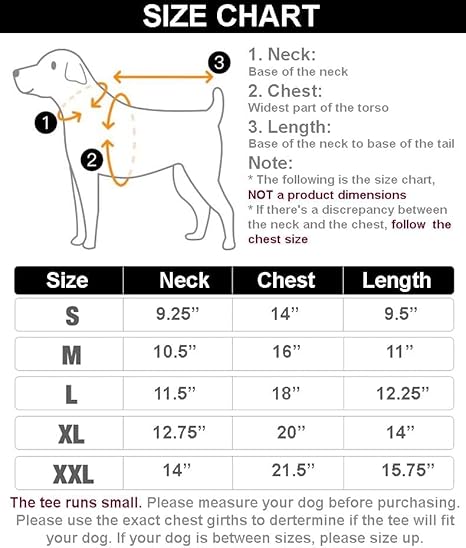 SIZE CHART
1. Neck:
Base of the neck
2. Chest:
Widest part of the torso
3. Length:
Base of the neck to base of the tail
Note:
* The following is the size chart,
NOT a product dimensions
* If there's a discrepancy between
the neck and the chest, follow the
chest size
3
1
2
Size Neck Chest Length
S 9.25” 14” 9.5”
M 10.5” 16” 11”
L 11.5” 18” 12.25”
XL 12.75” 20” 14”
XXL 14” 21.5” 15.75”
The tee runs small. Please measure your dog before purchasing.
Please use the exact chest girths to dertermine if the tee will fit
your dog. If your dog is between sizes, please size up.